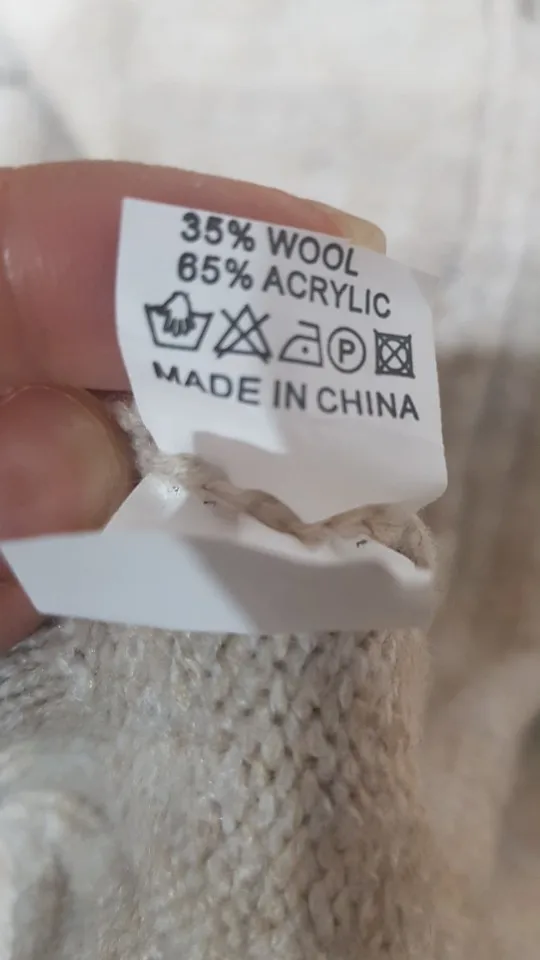 35% WOOL
65% ACRYLIC
P
MADE IN CHINA